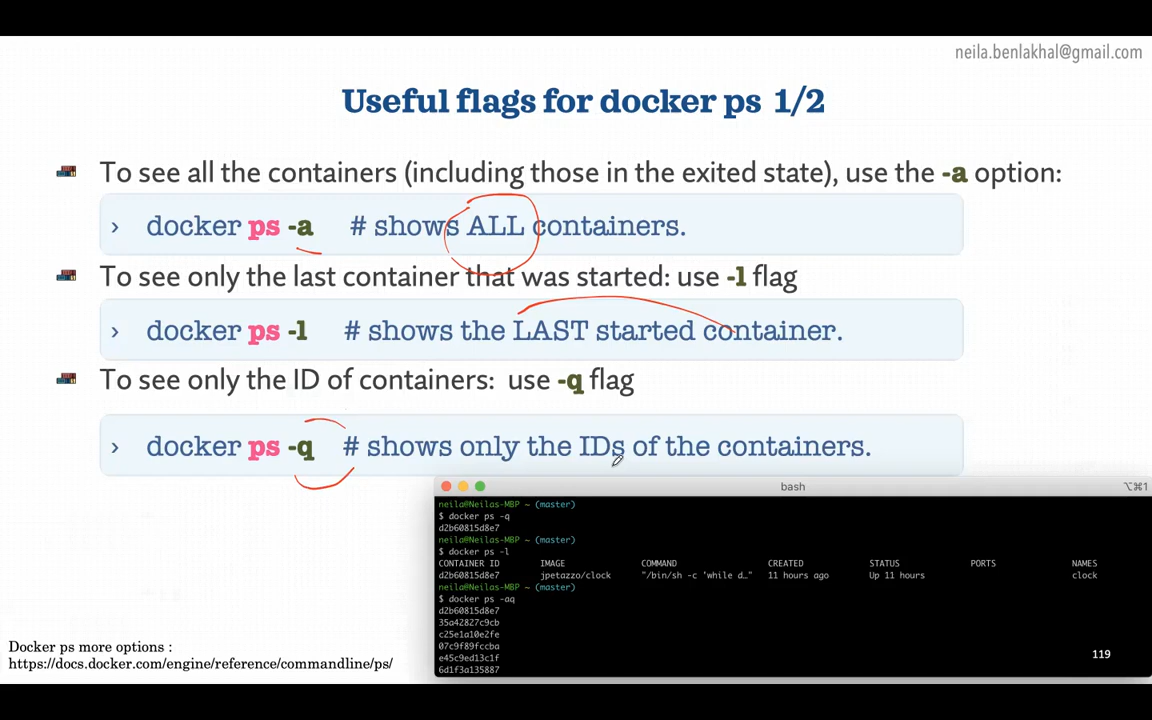 neila.benlakhal@gmail.com
Useful flags for docker ps 1/2
To see all the containers (including those in the exited state), use the -a option:
› docker ps -a # shows ALL containers.
To see only the last container that was started: use -l flag
› docker ps -l # shows the LAST started container.
To see only the ID of containers: use -q flag
› docker ps -q # shows only the IDs of the containers.
bash ⌥⌘1
neila@Neilas-MBP ~ (master)
$ docker ps -q
d2b60815d8e7
neila@Neilas-MBP ~ (master)
$ docker ps -l
CONTAINER ID IMAGE COMMAND CREATED STATUS PORTS NAMES
d2b60815d8e7 jpetazzo/clock "/bin/sh -c 'while d…" 11 hours ago Up 11 hours clock
neila@Neilas-MBP ~ (master)
$ docker ps -aq
d2b60815d8e7
35a42827c9cb
c25e1a10e2fe
07c9f89fccba
e45c9ed13c1f
6d1f3a135887
Docker ps more options :
https://docs.docker.com/engine/reference/commandline/ps/
119